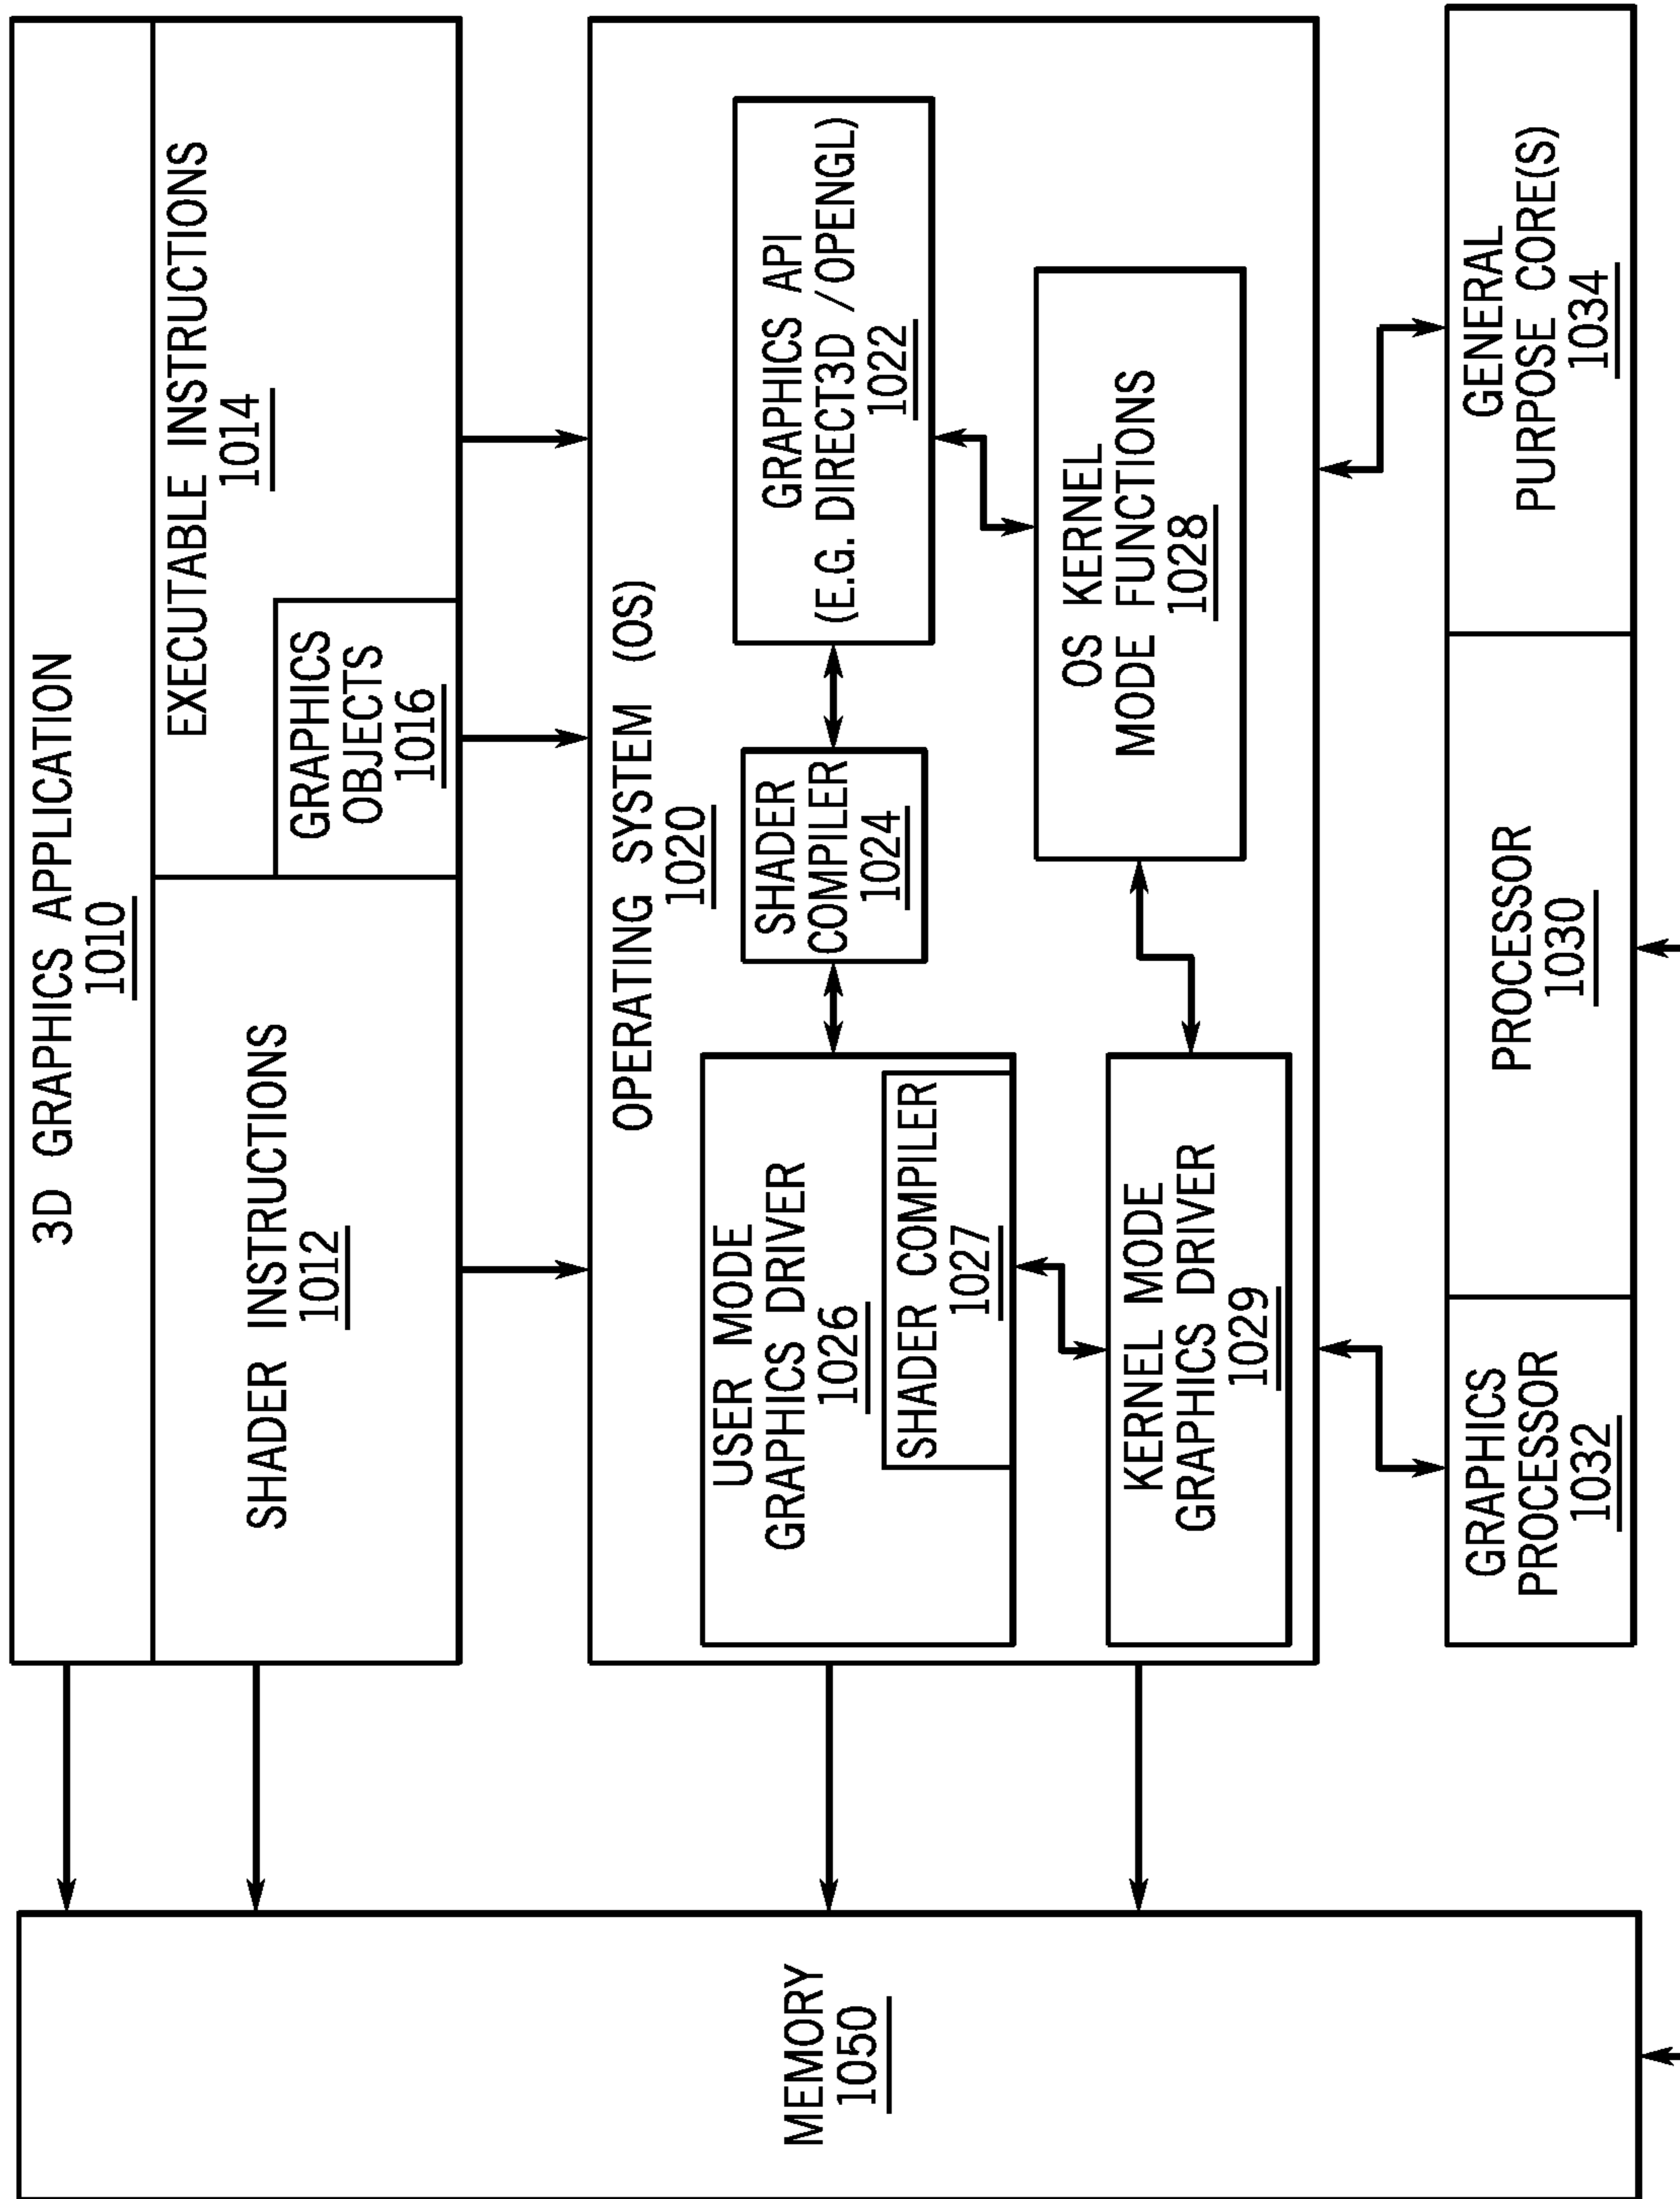 3D GRAPHICS APPLICATION
1010
SHADER INSTRUCTIONS
1012
EXECUTABLE INSTRUCTIONS
1014
GRAPHICS
OBJECTS
1016
OPERATING SYSTEM (OS)
1020
USER MODE
GRAPHICS DRIVER
1026
SHADER COMPILER
1027
SHADER
COMPILER
1024
GRAPHICS API
(E.G. DIRECT3D /OPENGL)
1022
KERNEL MODE
GRAPHICS DRIVER
1029
OS KERNEL
MODE FUNCTIONS
1028
GRAPHICS
PROCESSOR
1032
PROCESSOR
1030
GENERAL
PURPOSE CORE(S)
1034
MEMORY
1050